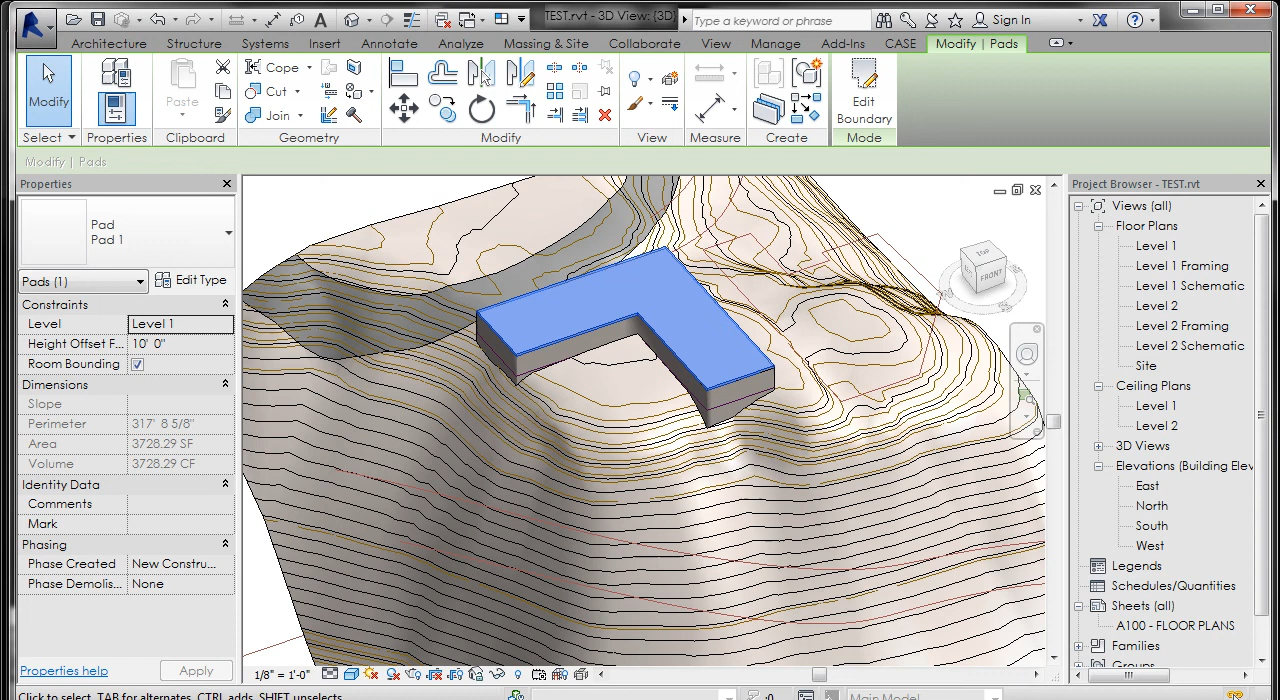 TEST.rvt - 3D View: {3D}
Type a keyword or phrase
Sign In
Architecture Structure Systems Insert Annotate Analyze Massing & Site Collaborate View Manage Add-Ins CASE Modify | Pads
Modify
Paste
Cope
Cut
Join
Edit
Boundary
Select Properties Clipboard Geometry Modify View Measure Create Mode
Modify | Pads
Properties
Pad
Pad 1
Pads (1)
Edit Type
Constraints
Level Level 1
Height Offset F... 10' 0"
Room Bounding
Dimensions
Slope
Perimeter 317' 8 5/8"
Area 3728.29 SF
Volume 3728.29 CF
Identity Data
Comments
Mark
Phasing
Phase Created New Constru...
Phase Demolis... None
Properties help
Apply
TOP
FRONT
1/8" = 1'-0"
Project Browser - TEST.rvt
Views (all)
Floor Plans
Level 1
Level 1 Framing
Level 1 Schematic
Level 2
Level 2 Framing
Level 2 Schematic
Site
Ceiling Plans
Level 1
Level 2
3D Views
Elevations (Building Elev
East
North
South
West
Legends
Schedules/Quantities
Sheets (all)
A100 - FLOOR PLANS
Families
Groups
Click to select, TAB for alternates, CTRL adds, SHIFT unselects.
:0
Main Model